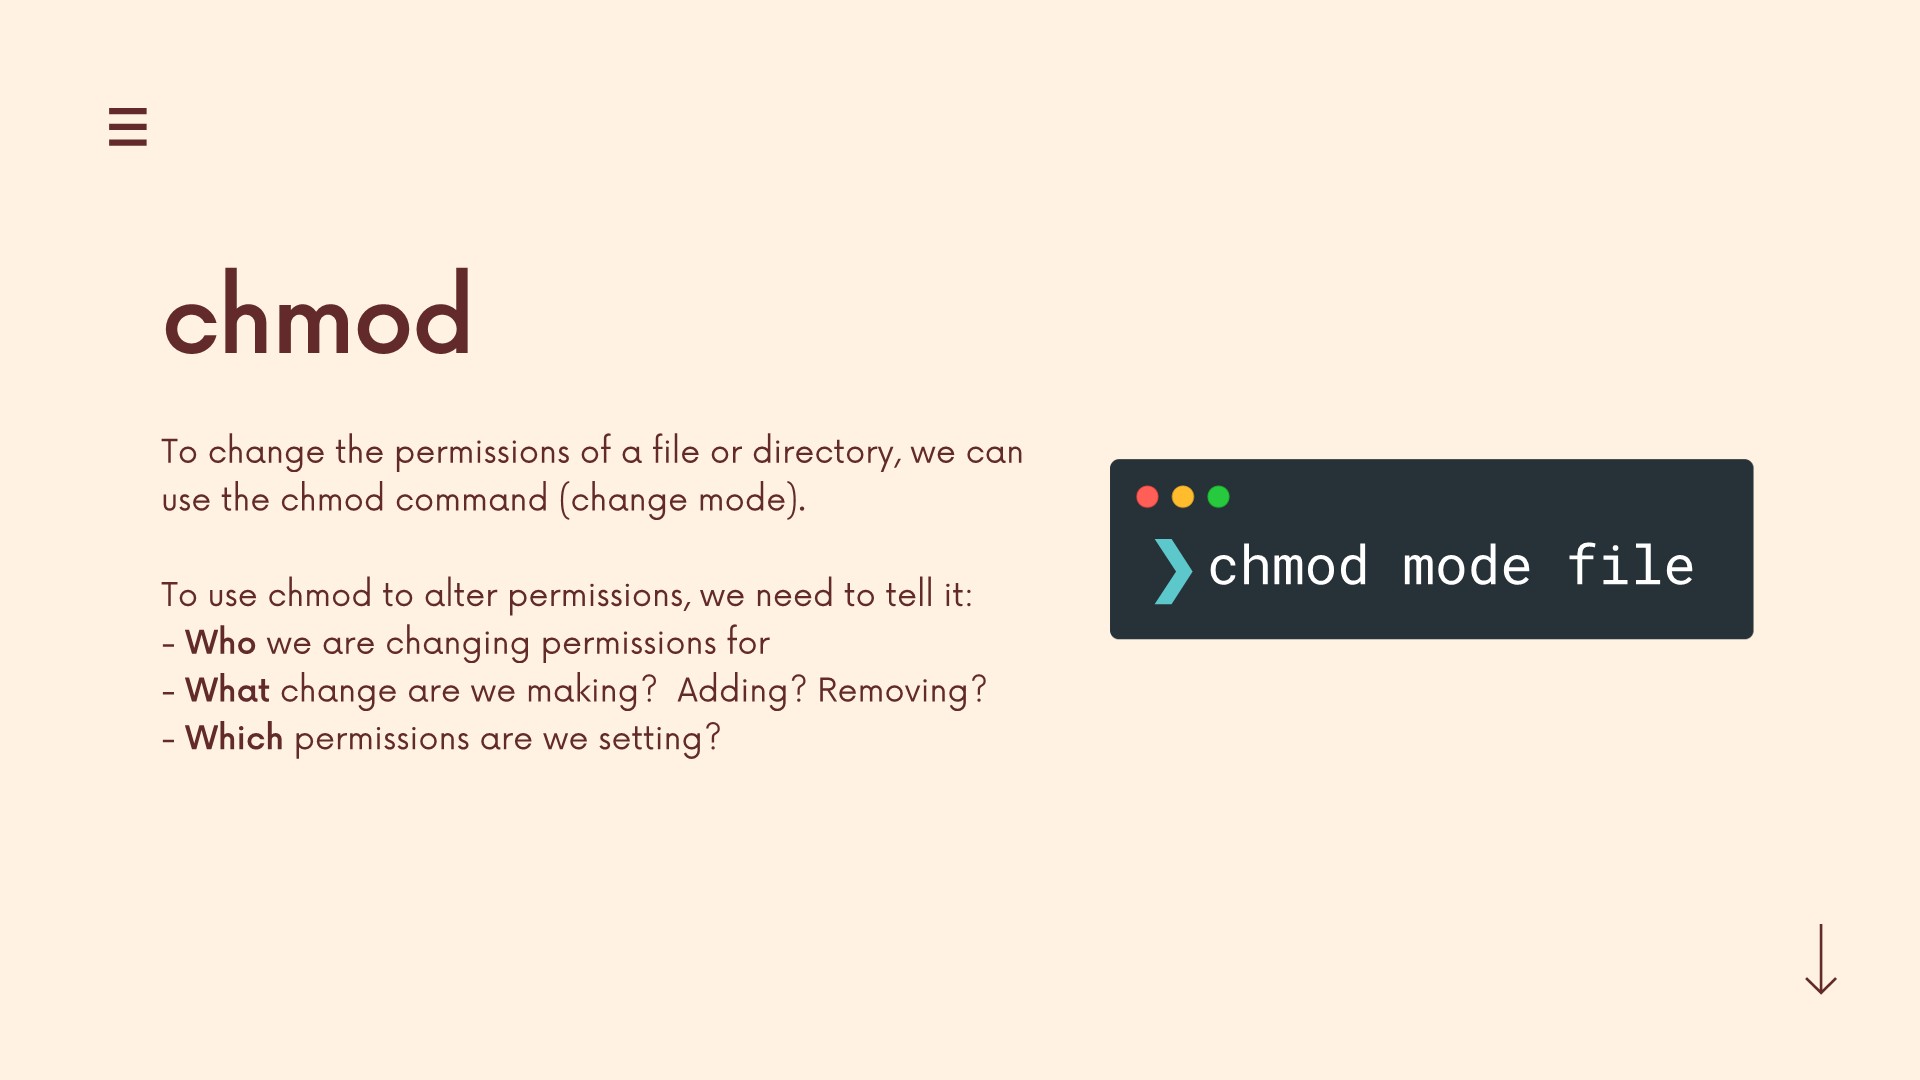 chmod
To change the permissions of a file or directory, we can
use the chmod command (change mode).
To use chmod to alter permissions, we need to tell it:
- Who we are changing permissions for
- What change are we making?  Adding? Removing?
- Which permissions are we setting?
❯ chmod mode file